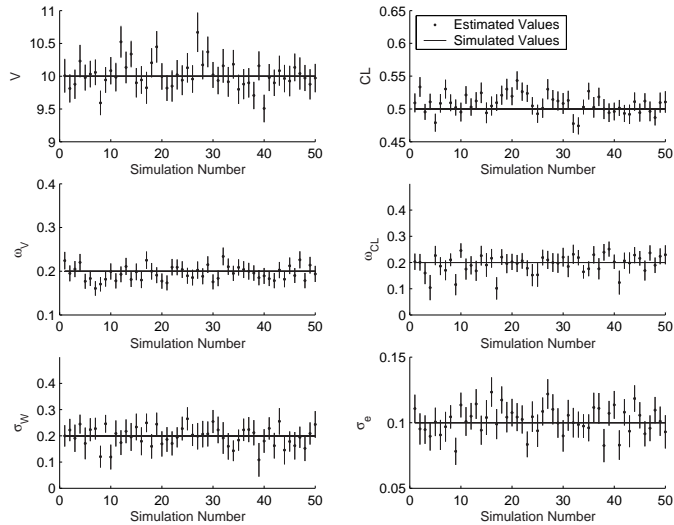 11
10.5
10
9.5
9
V
0 10 20 30 40 50
Simulation Number
Estimated Values
Simulated Values
0.6
0.55
0.5
0.45
CL
0 10 20 30 40 50
Simulation Number
0.4
0.3
0.2
0.1
ω_V
0 10 20 30 40 50
Simulation Number
0.4
0.3
0.2
0.1
0
ω_CL
0 10 20 30 40 50
Simulation Number
0.4
0.3
0.2
0.1
0
σ_W
0 10 20 30 40 50
Simulation Number
0.15
0.1
0.05
σ_e
0 10 20 30 40 50
Simulation Number